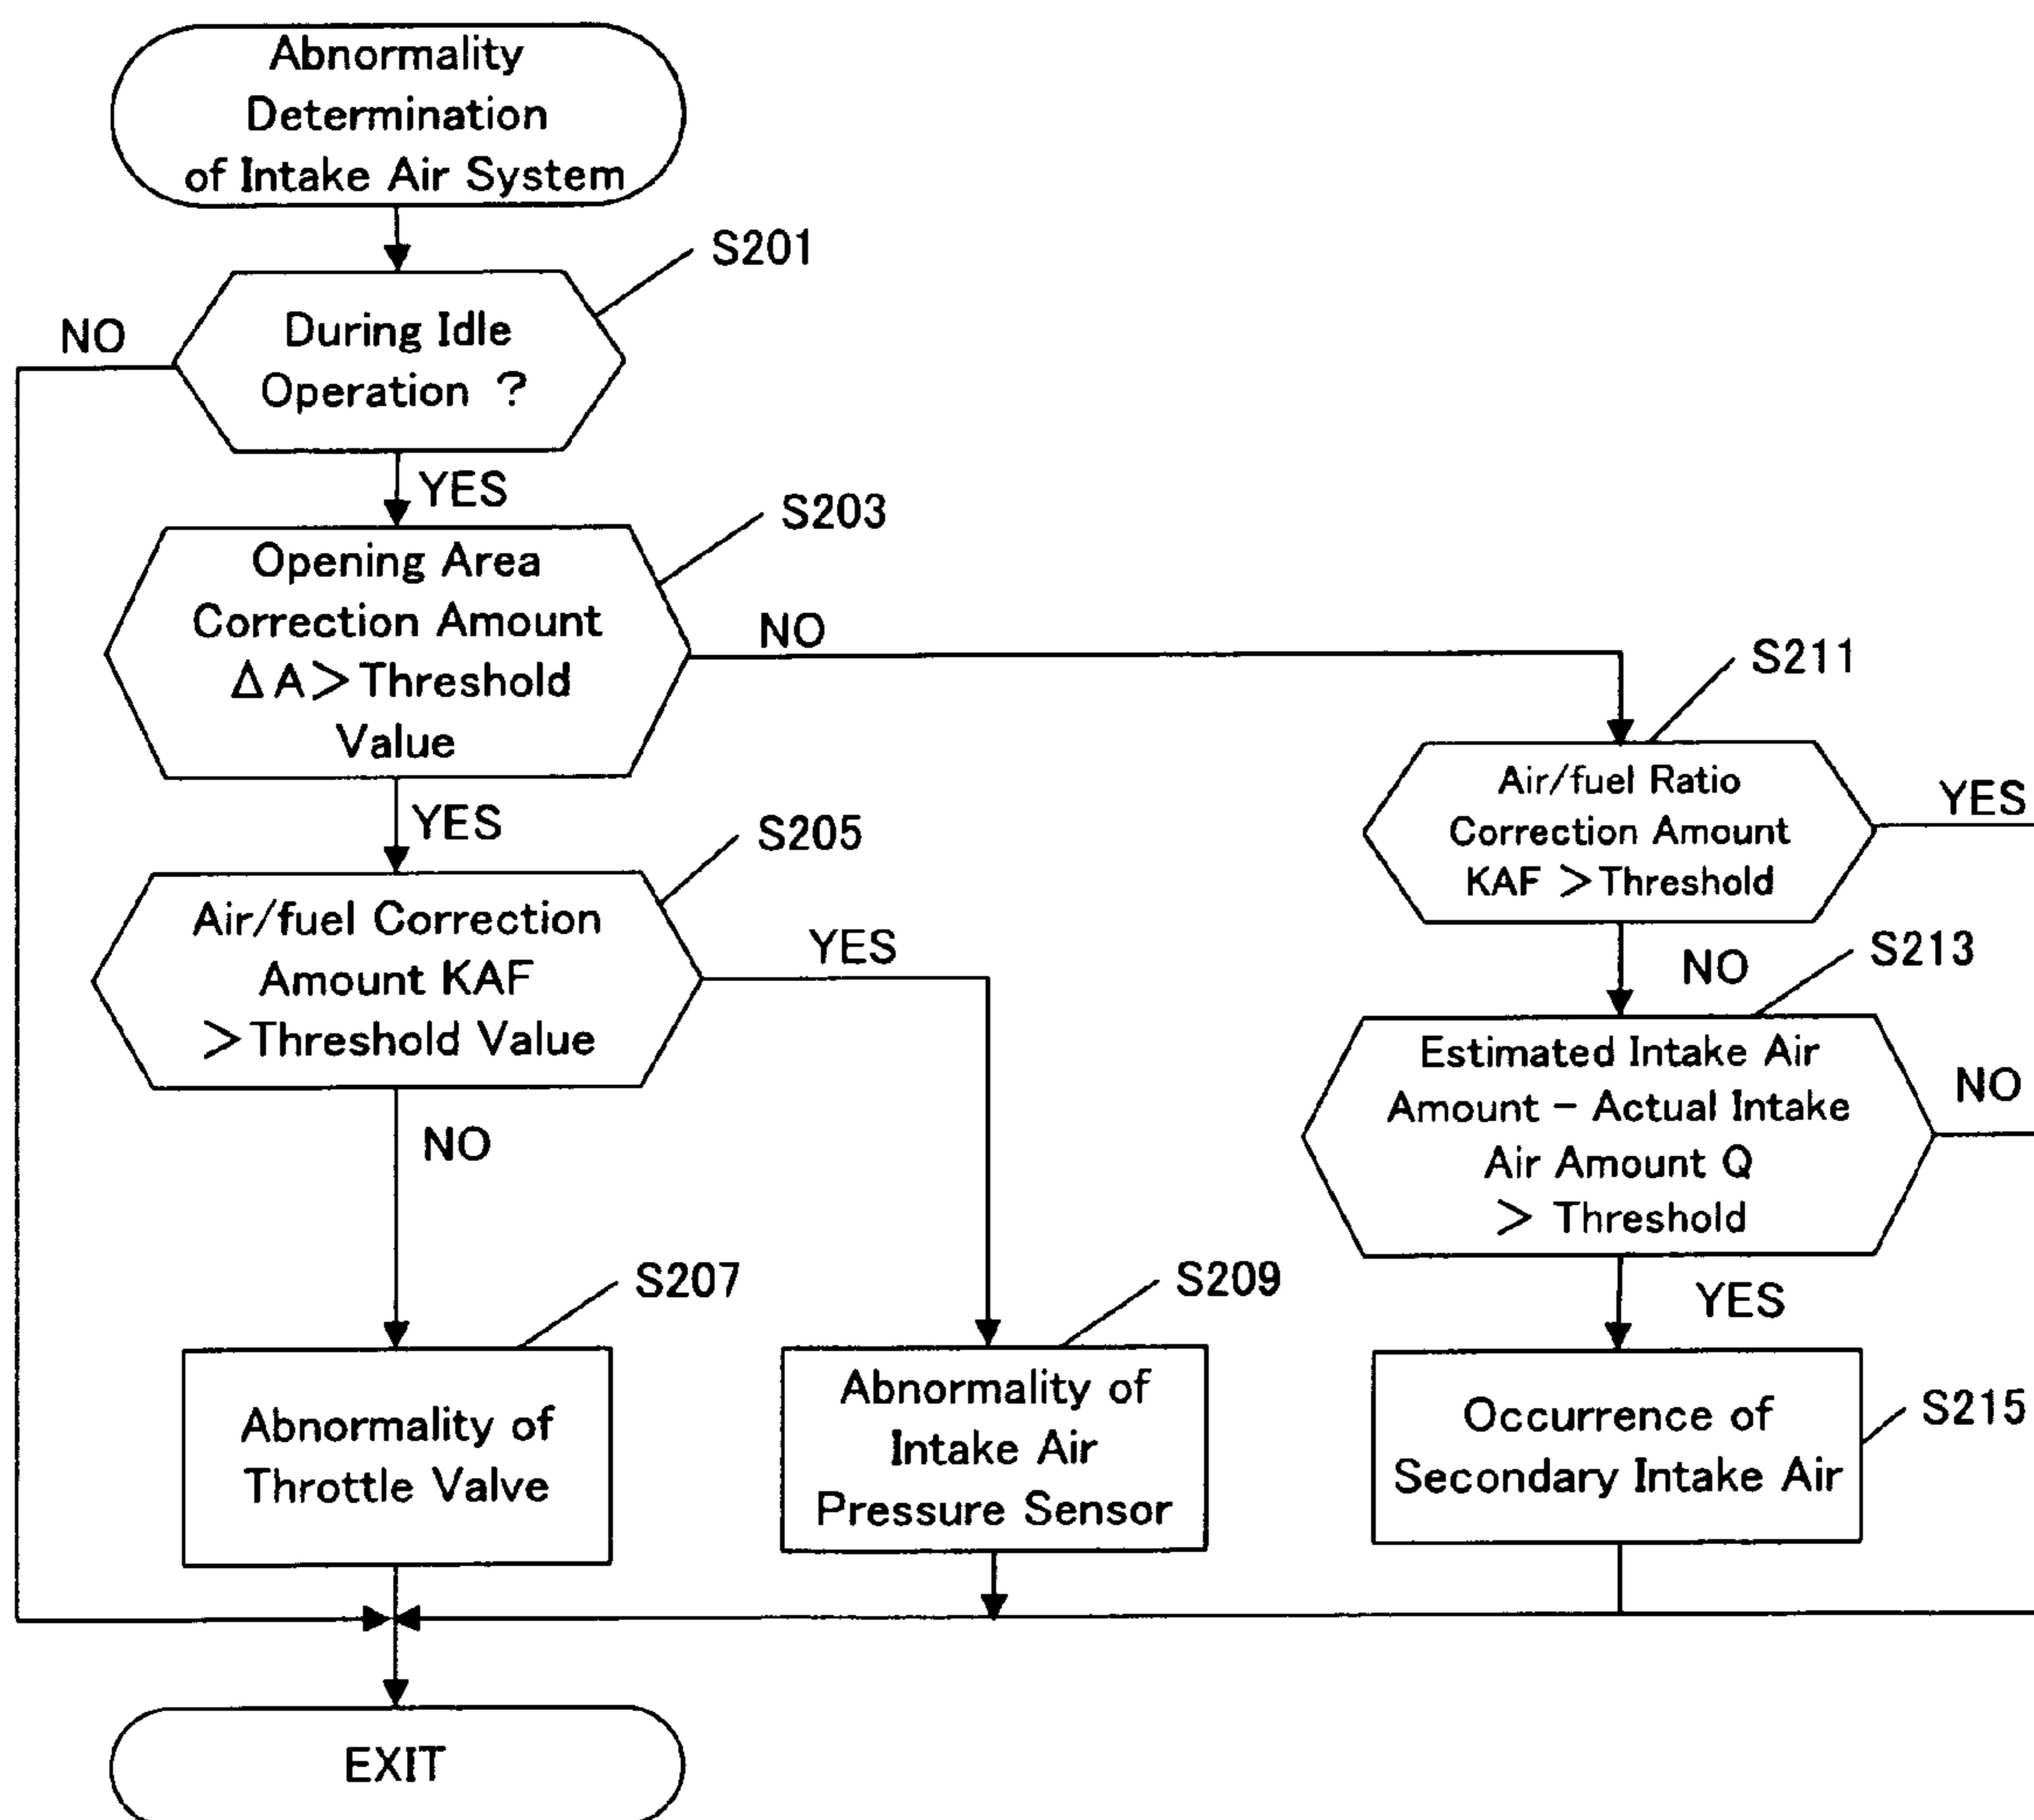 Abnormality
Determination
of Intake Air System
S201
NO
During Idle
Operation ?
YES
S203
Opening Area
Correction Amount
ΔA>Threshold
Value
NO
S211
Air/fuel Ratio
Correction Amount
KAF >Threshold
YES
YES
S205
Air/fuel Correction
Amount KAF
>Threshold Value
YES
NO
S213
Estimated Intake Air
Amount - Actual Intake
Air Amount Q
> Threshold
NO
NO
YES
S207
Abnormality of
Throttle Valve
S209
Abnormality of
Intake Air
Pressure Sensor
S215
Occurrence of
Secondary Intake Air
EXIT